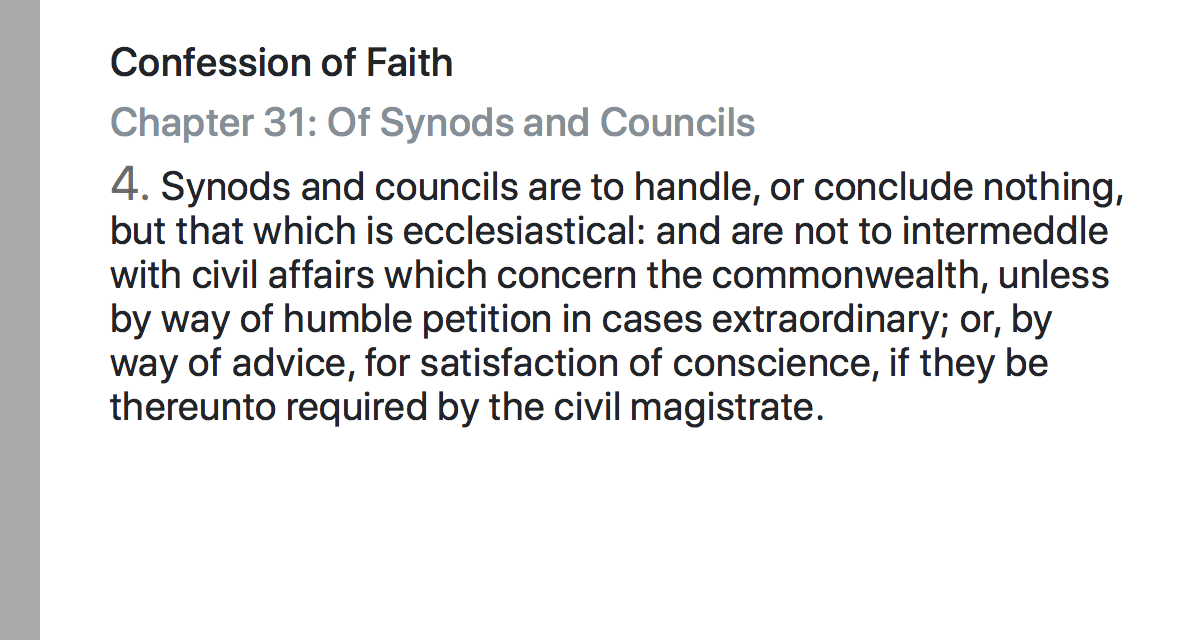 Confession of Faith
Chapter 31: Of Synods and Councils
4. Synods and councils are to handle, or conclude nothing,
but that which is ecclesiastical: and are not to intermeddle
with civil affairs which concern the commonwealth, unless
by way of humble petition in cases extraordinary; or, by
way of advice, for satisfaction of conscience, if they be
thereunto required by the civil magistrate.